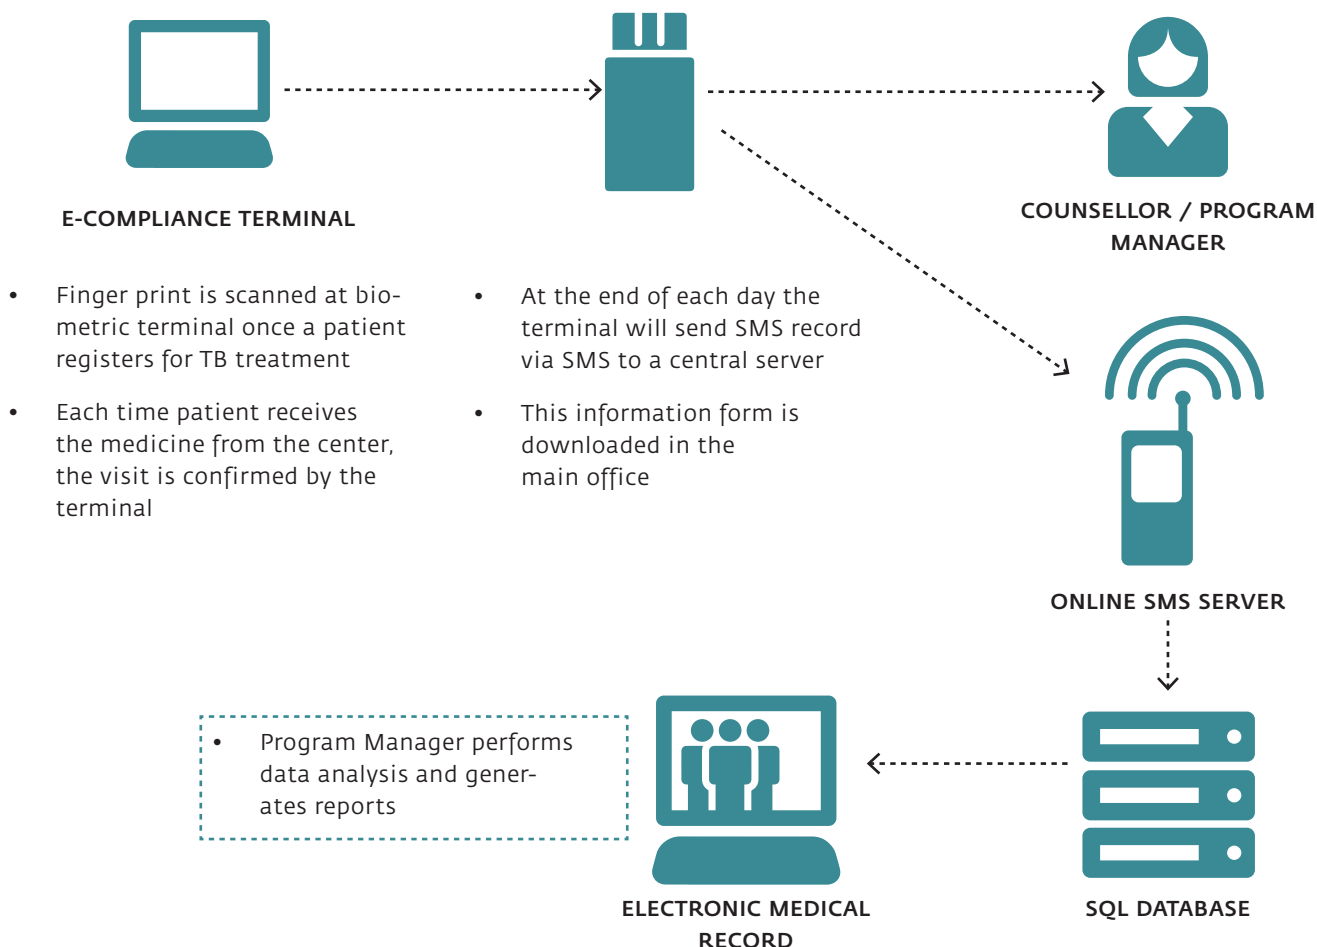 E-COMPLIANCE TERMINAL
• Finger print is scanned at bio-
metric terminal once a patient
registers for TB treatment
• Each time patient receives
the medicine from the center,
the visit is confirmed by the
terminal
• At the end of each day the
terminal will send SMS record
via SMS to a central server
• This information form is
downloaded in the
main office
COUNSELLOR / PROGRAM
MANAGER
ONLINE SMS SERVER
SQL DATABASE
ELECTRONIC MEDICAL
RECORD
• Program Manager performs
data analysis and gener-
ates reports